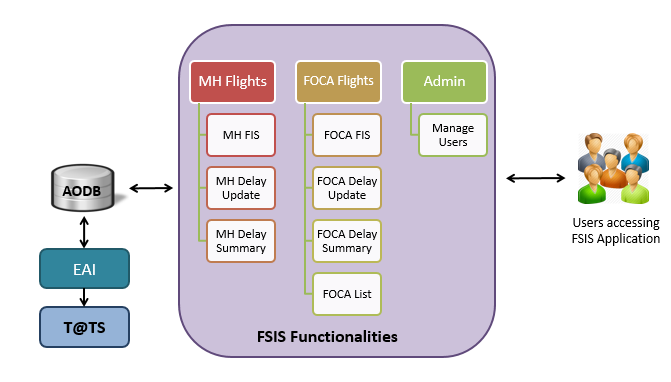 MH Flights
FOCA Flights
Admin
MH FIS
FOCA FIS
Manage
Users
MH Delay
Update
FOCA Delay
Update
MH Delay
Summary
FOCA Delay
Summary
FOCA List
FSIS Functionalities
AODB
EAI
T@TS
Users accessing
FSIS Application